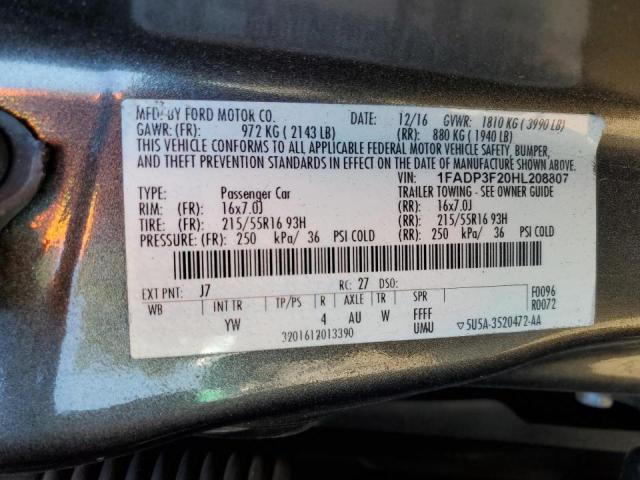 MFD. BY FORD MOTOR CO. DATE: 12/16 GVWR: 1810 KG ( 3990 LB)
GAWR: (FR): 972 KG ( 2143 LB) (RR): 880 KG ( 1940 LB)
THIS VEHICLE CONFORMS TO ALL APPLICABLE FEDERAL MOTOR VEHICLE SAFETY, BUMPER,
AND THEFT PREVENTION STANDARDS IN EFFECT ON THE DATE OF MANUFACTURE SHOWN ABOVE.
VIN: 1FADP3F20HL208807
TYPE: Passenger Car TRAILER TOWING - SEE OWNER GUIDE
RIM: (FR): 16x7.0J (RR): 16x7.0J
TIRE: (FR): 215/55R16 93H (RR): 215/55R16 93H
PRESSURE: (FR): 250 kPa/ 36 PSI COLD (RR): 250 kPa/ 36 PSI COLD
EXT PNT: J7 RC: 27 DSO: F0096
WB INT TR TP/PS R AXLE TR SPR R0072
YW 4 AU W FFFF
3201612013390 UMU ▽5U5A-3520472-AA